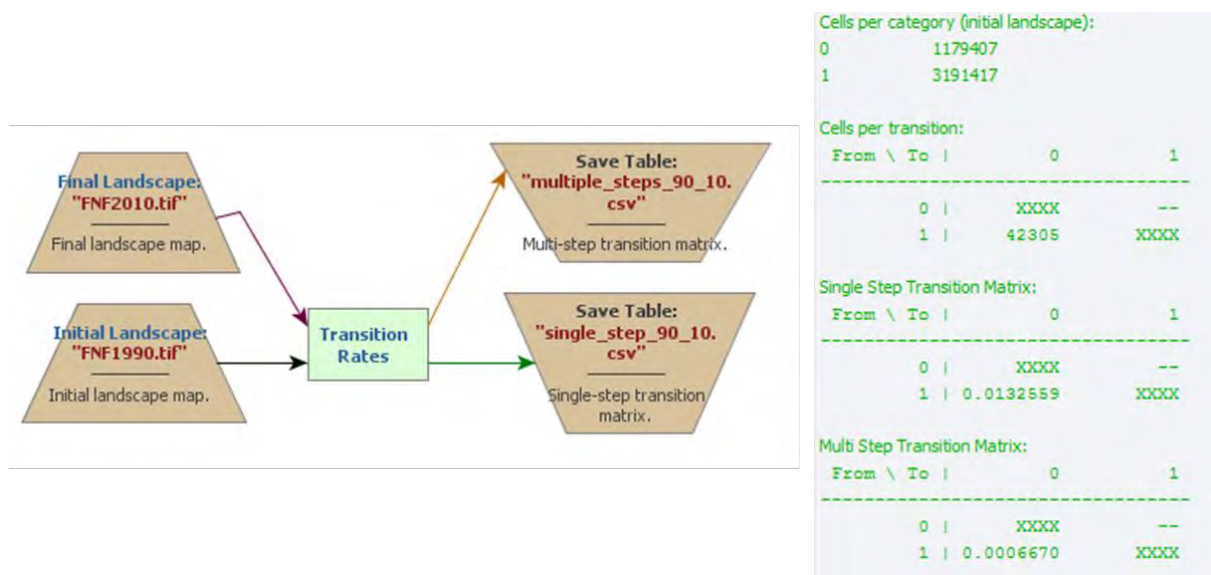 Final Landscape:
"FNF2010.tif"
Final landscape map.
Initial Landscape:
"FNF1990.tif"
Initial landscape map.
Transition
Rates
Save Table:
"multiple_steps_90_10.
csv"
Multi-step transition matrix.
Save Table:
"single_step_90_10.
csv"
Single-step transition
matrix.
Cells per category (initial landscape):
0 1179407
1 3191417
Cells per transition:
From \ To | 0 1
---------------------------------------
0 | XXXX --
1 | 42305 XXXX
Single Step Transition Matrix:
From \ To | 0 1
---------------------------------------
0 | XXXX --
1 | 0.0132559 XXXX
Multi Step Transition Matrix:
From \ To | 0 1
---------------------------------------
0 | XXXX --
1 | 0.0006670 XXXX